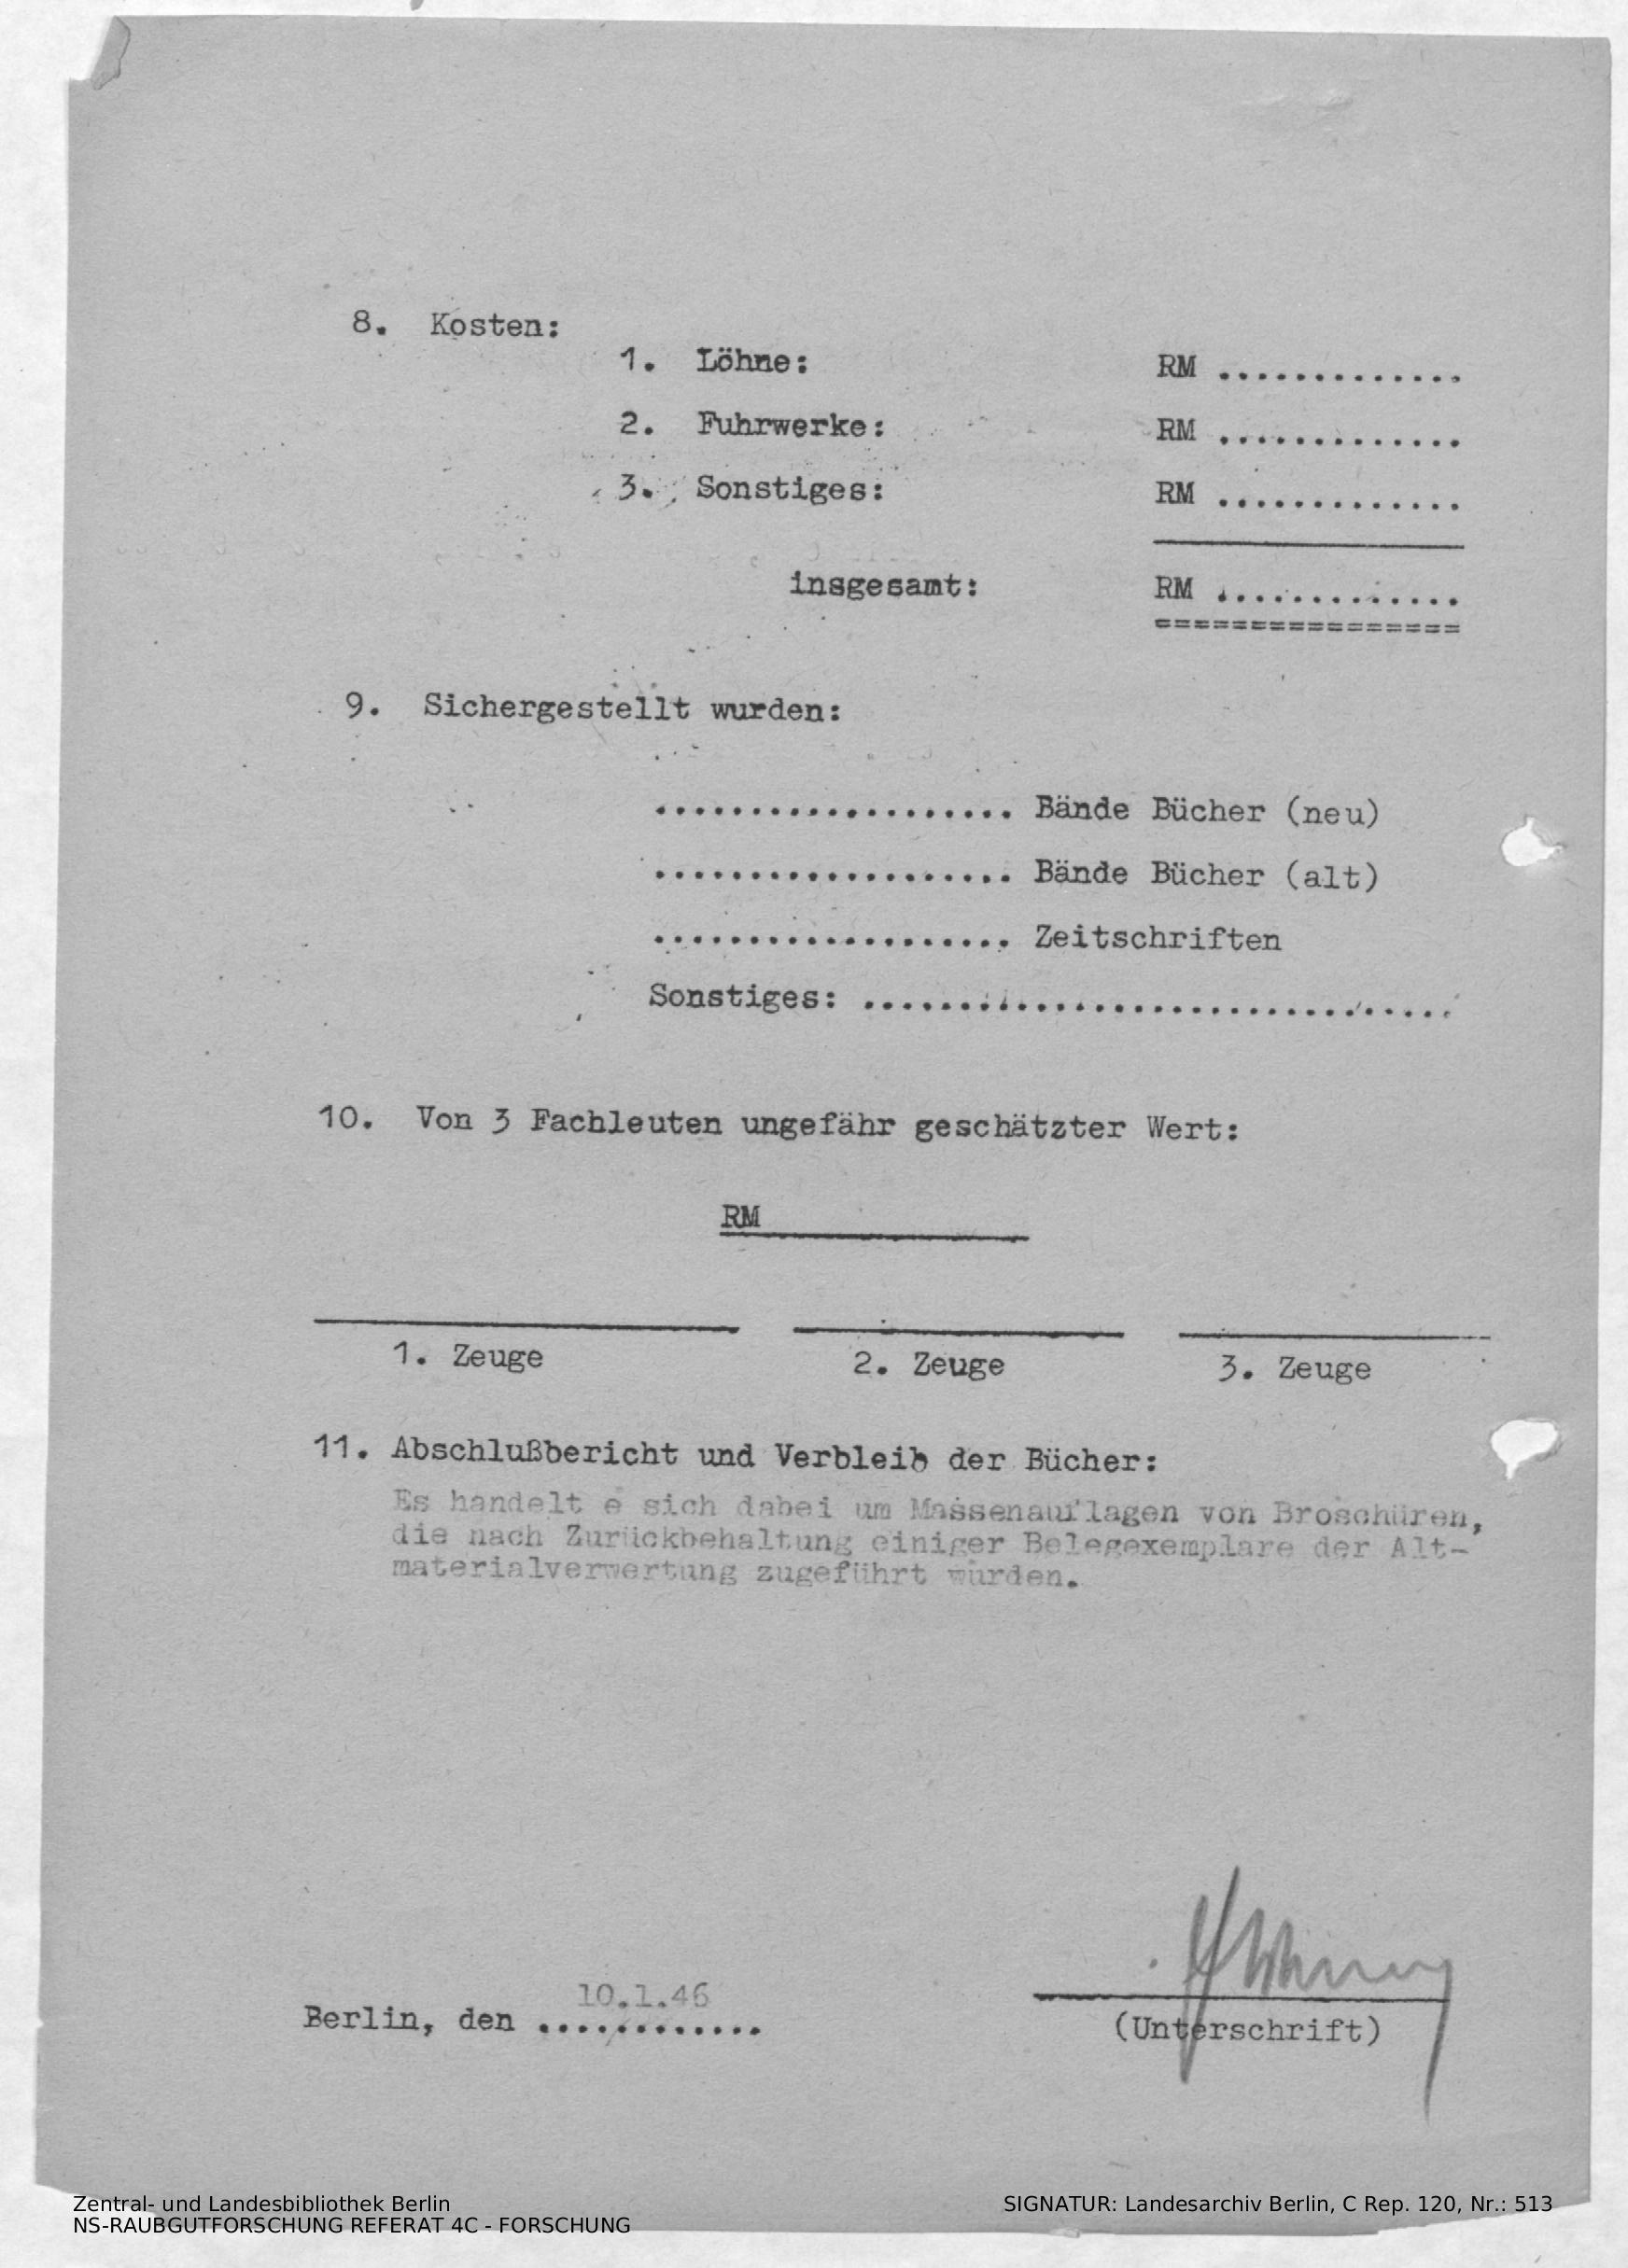 8. Kosten:
1. Löhne: RM .............
2. Fuhrwerke: RM .............
3. Sonstiges: RM .............
insgesamt: RM .............
================
9. Sichergestellt wurden:
................... Bände Bücher (neu)
................... Bände Bücher (alt)
................... Zeitschriften
Sonstiges: ...............................
10. Von 3 Fachleuten ungefähr geschätzter Wert:
RM
1. Zeuge 2. Zeuge 3. Zeuge
11. Abschlußbericht und Verbleib der Bücher:
Es handelt e sich dabei um Massenauflagen von Broschüren,
die nach Zurückbehaltung einiger Belegexemplare der Alt-
materialverwertung zugeführt wurden.
10.1.46
Berlin, den ............
(Unterschrift)
Zentral- und Landesbibliothek Berlin
NS-RAUBGUTFORSCHUNG REFERAT 4C - FORSCHUNG
SIGNATUR: Landesarchiv Berlin, C Rep. 120, Nr.: 513